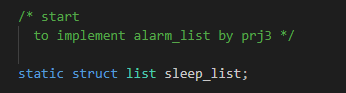 /* start
to implement alarm_list by prj3 */
static struct list sleep_list;